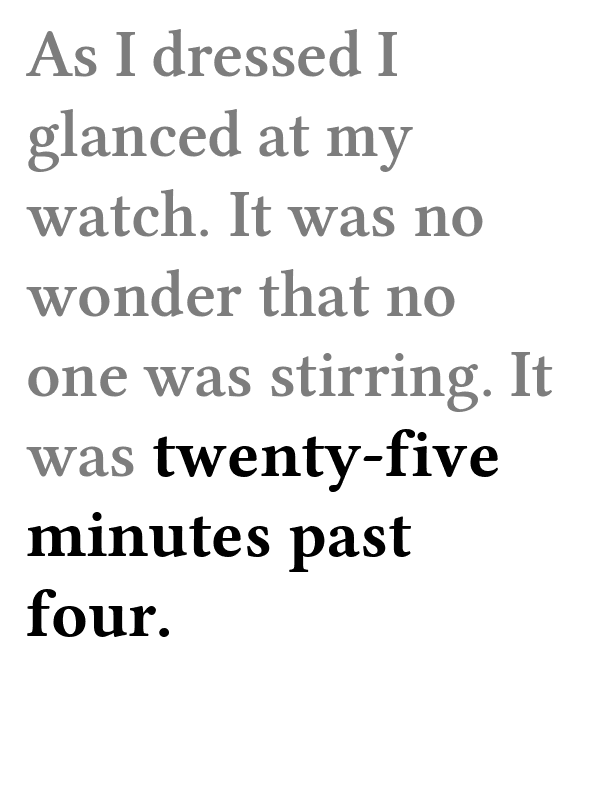 As I dressed I
glanced at my
watch. It was no
wonder that no
one was stirring. It
was twenty-five
minutes past
four.